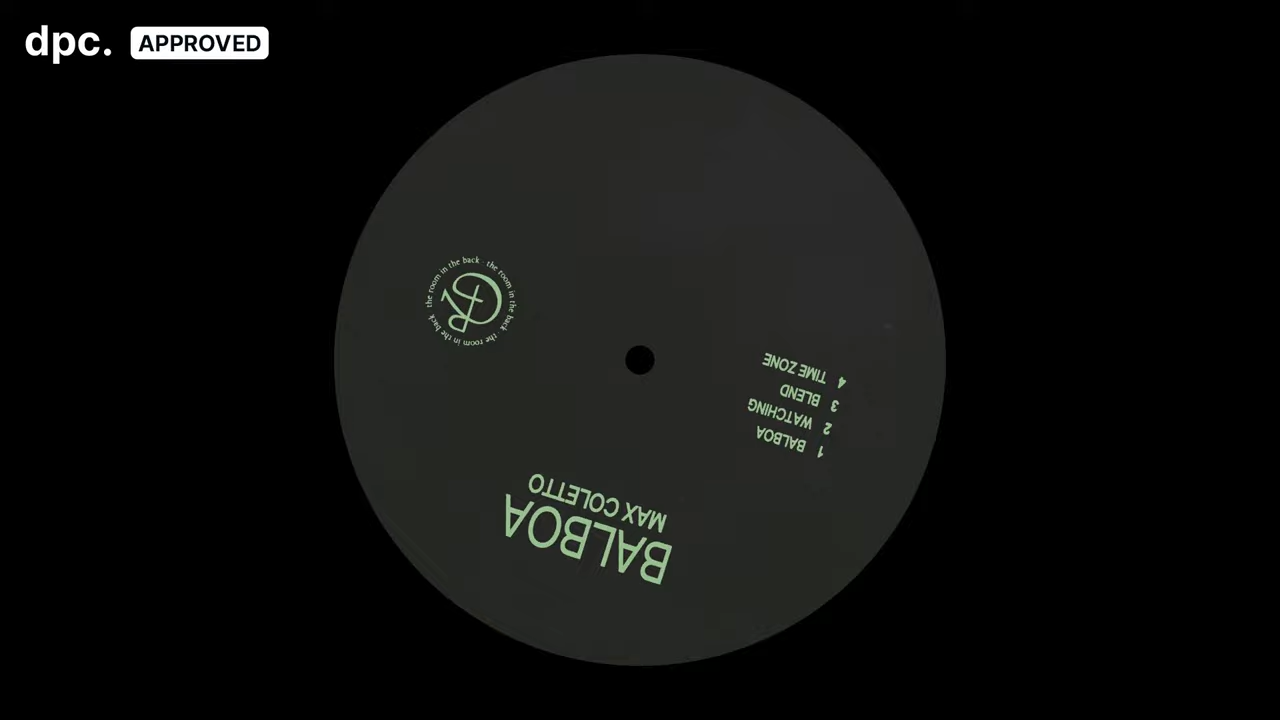 dpc. APPROVED
BALBOA
MAX COLETTO
1 BALBOA
2 WATCHING
3 BLEND
4 TIME ZONE
the room in the back · the room in the back · the room in the back